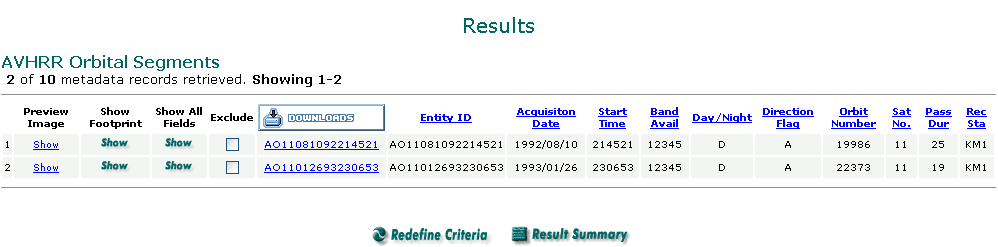 Results
AVHRR Orbital Segments
2 of 10 metadata records retrieved. Showing 1-2
Preview Image Show Footprint Show All Fields Exclude DOWNLOADS Entity ID Acquisiton Date Start Time Band Avail Day/Night Direction Flag Orbit Number Sat No. Pass Dur Rec Sta
1 Show Show Show AO11081092214521 AO11081092214521 1992/08/10 214521 12345 D A 19986 11 25 KM1
2 Show Show Show AO11012693230653 AO11012693230653 1993/01/26 230653 12345 D A 22373 11 19 KM1
Redefine Criteria Result Summary